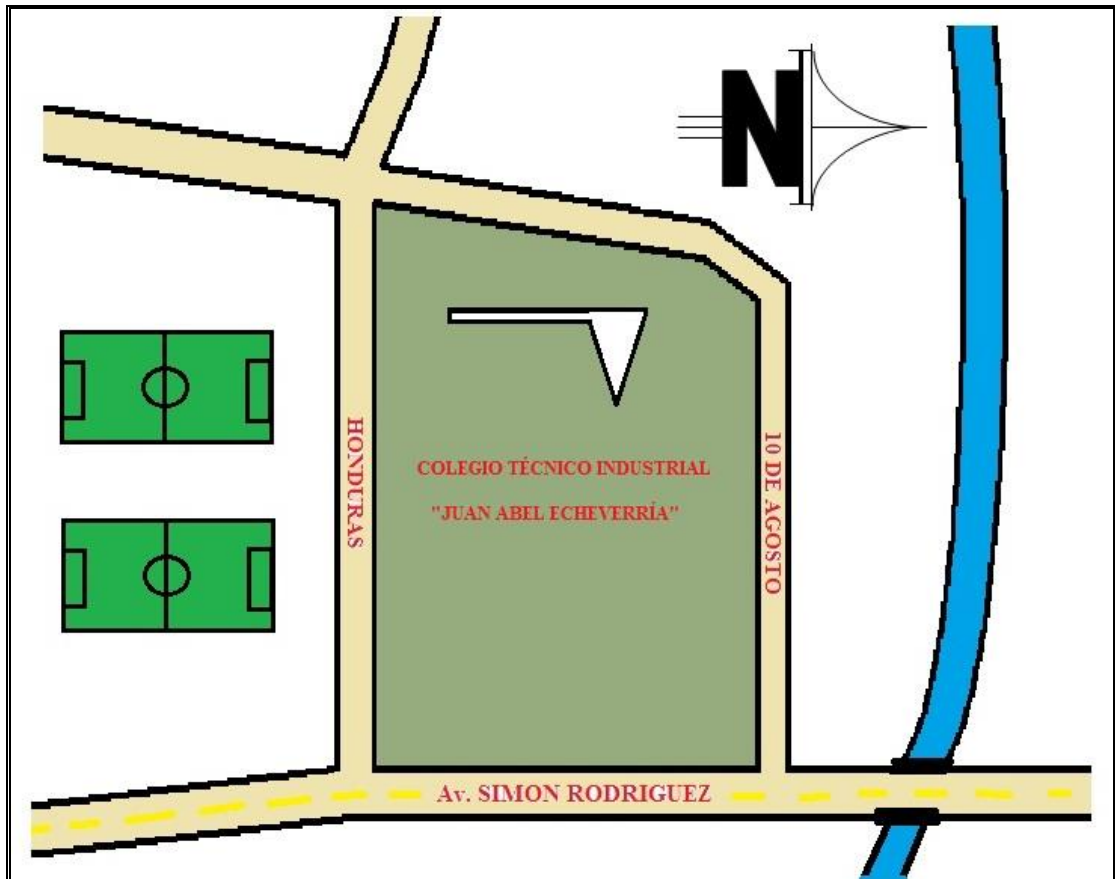 N
HONDURAS
COLEGIO TÉCNICO INDUSTRIAL
"JUAN ABEL ECHEVERRÍA"
10 DE AGOSTO
Av. SIMON RODRIGUEZ